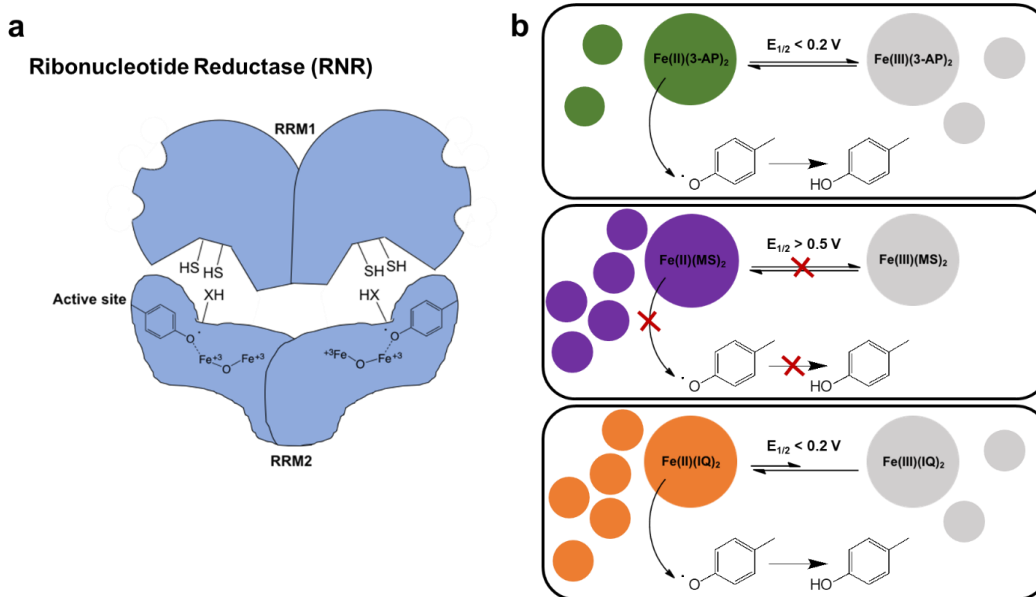 a
Ribonucleotide Reductase (RNR)
RRM1
HS
HS
SH
SH
XH
HX
Active site
O
Fe+3
O
Fe+3
+3Fe
O
Fe+3
O
RRM2
b
Fe(II)(3-AP)2
E1/2 < 0.2 V
Fe(III)(3-AP)2
O
HO
Fe(II)(MS)2
E1/2 > 0.5 V
Fe(III)(MS)2
O
HO
Fe(II)(IQ)2
E1/2 < 0.2 V
Fe(III)(IQ)2
O
HO